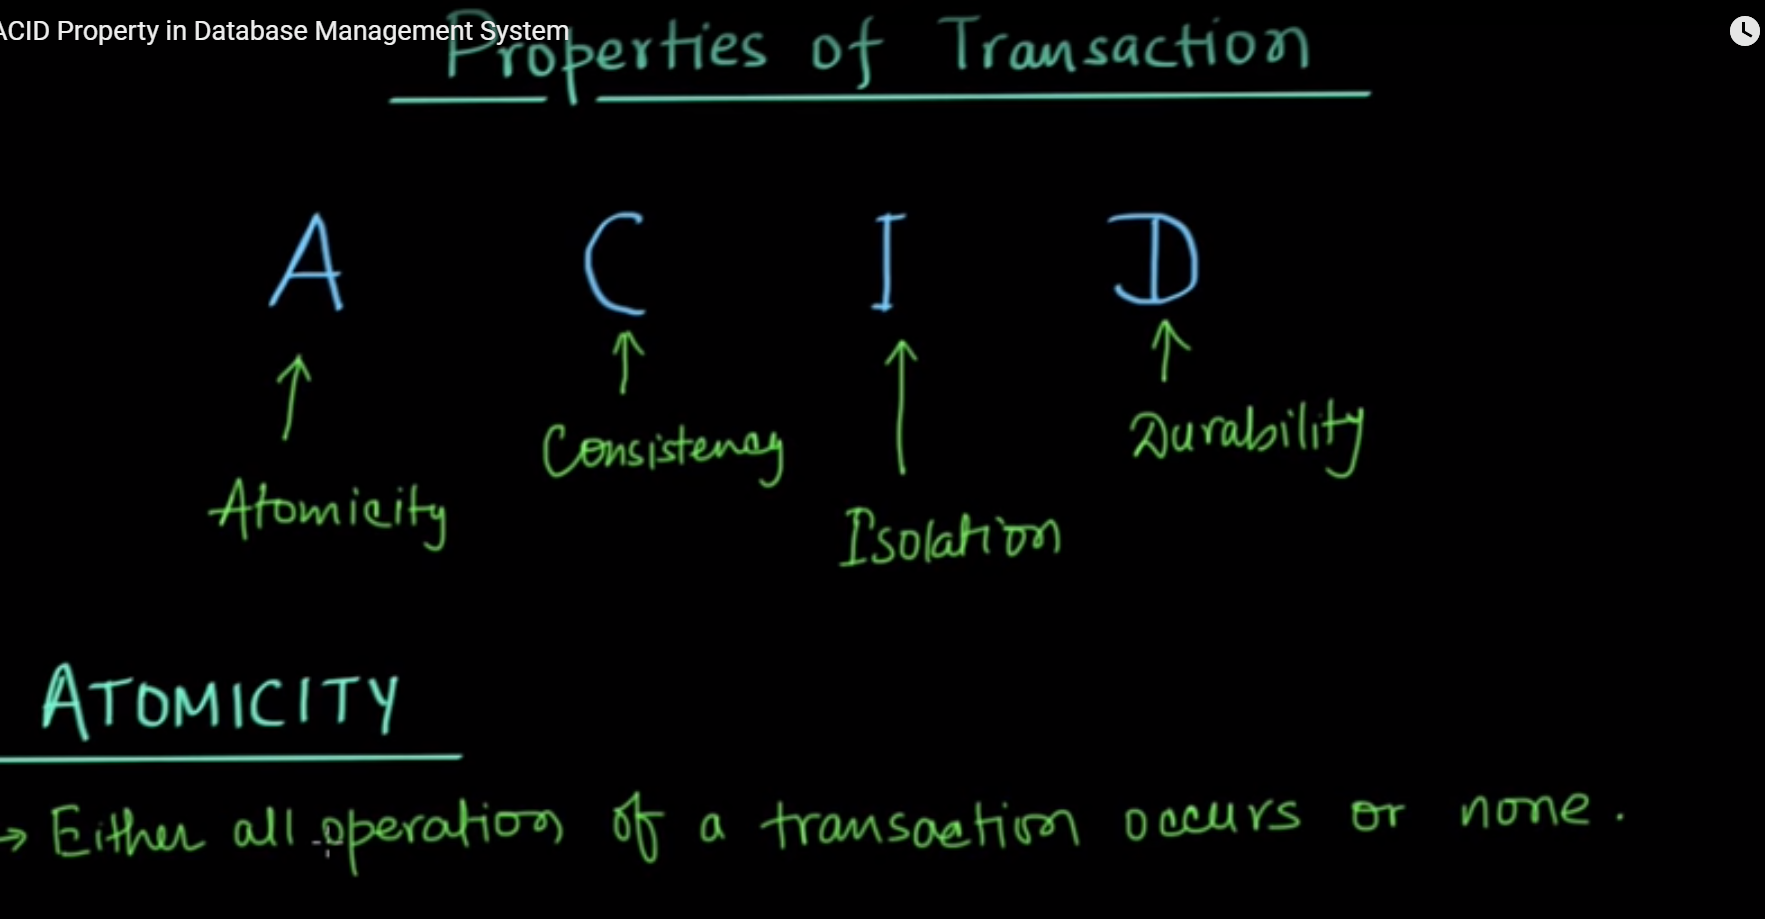 ACID Property in Database Management System
Properties of Transaction
A C I D
Atomicity Consistency Isolation Durability
ATOMICITY
→ Either all operation of a transaction occurs or none.